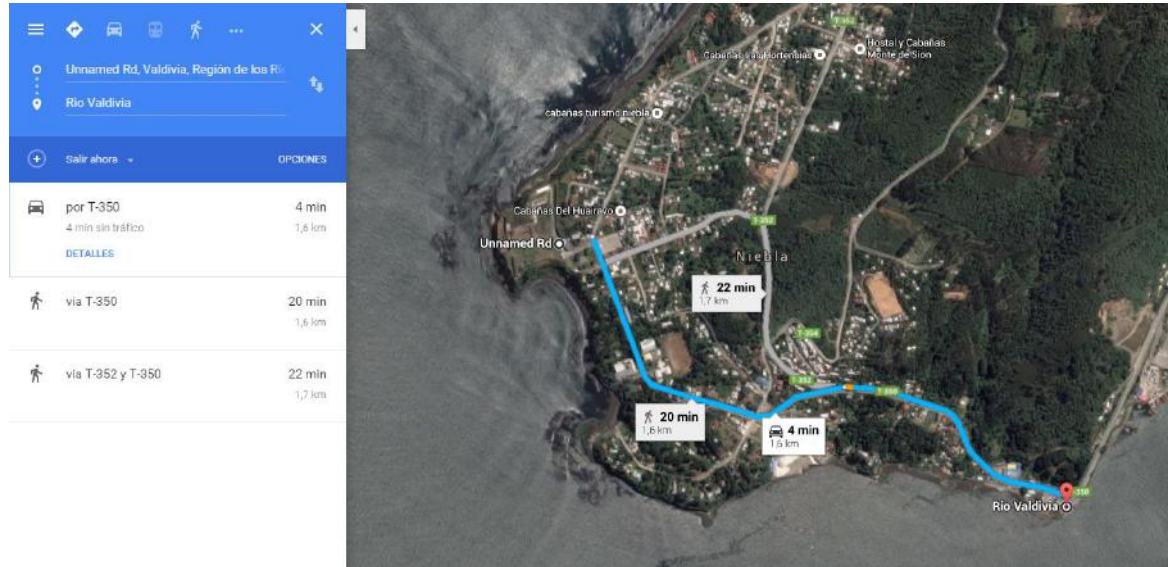 Unnamed Rd, Valdivia, Región de los Rí
Rio Valdivia
Salir ahora
OPCIONES
por T-350
4 min
4 min sin tráfico
1,6 km
DETALLES
via T-350
20 min
1,6 km
via T-352 y T-350
22 min
1,7 km
T-352
Hostal y Cabañas
Monte de Sion
Cabañas Las Hortensias
cabañas turismo niebla
Cabañas Del Huairavo
T-352
Unnamed Rd
Niebla
22 min
1,7 km
T-354
T-352
T-350
20 min
1,6 km
4 min
1,6 km
T-350
Rio Valdivia